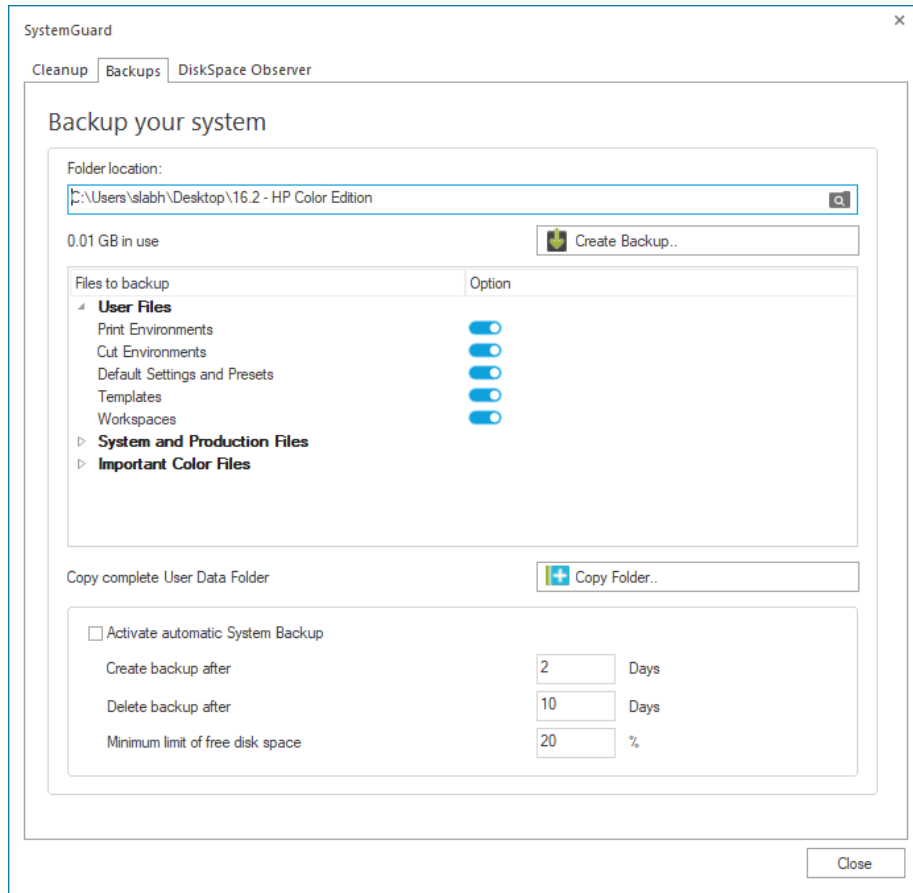 SystemGuard
Cleanup Backups DiskSpace Observer
Backup your system
Folder location:
C:\Users\slabh\Desktop\16.2 - HP Color Edition
0.01 GB in use Create Backup..
Files to backup Option
User Files
Print Environments
Cut Environments
Default Settings and Presets
Templates
Workspaces
System and Production Files
Important Color Files
Copy complete User Data Folder Copy Folder..
Activate automatic System Backup
Create backup after 2 Days
Delete backup after 10 Days
Minimum limit of free disk space 20 %
Close